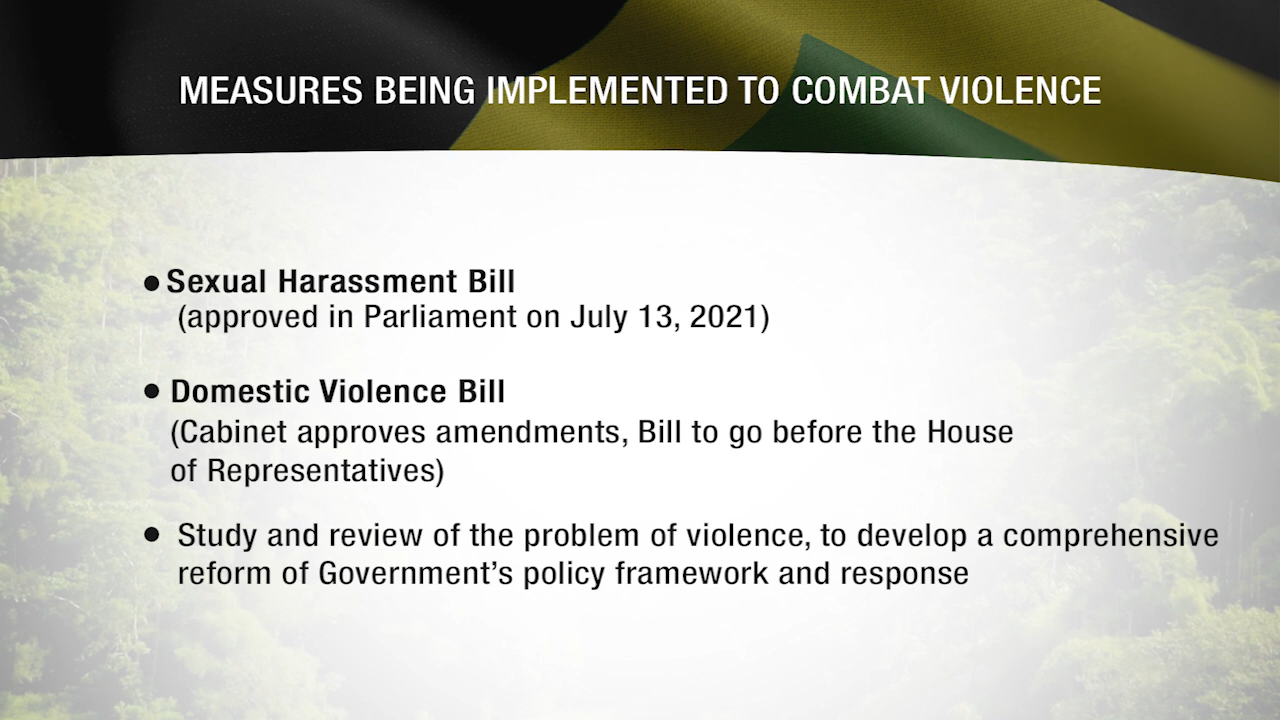 MEASURES BEING IMPLEMENTED TO COMBAT VIOLENCE
● Sexual Harassment Bill
(approved in Parliament on July 13, 2021)
● Domestic Violence Bill
(Cabinet approves amendments, Bill to go before the House
of Representatives)
● Study and review of the problem of violence, to develop a comprehensive
reform of Government’s policy framework and response